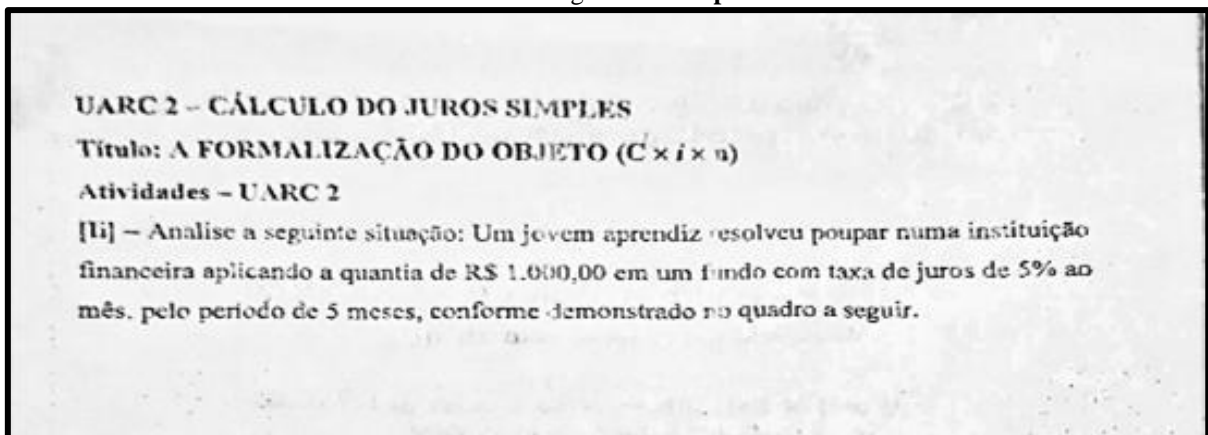 UARC 2 – CÁLCULO DO JUROS SIMPLES
Título: A FORMALIZAÇÃO DO OBJETO (C × i × n)
Atividades – UARC 2
[Ii] – Analise a seguinte situação: Um jovem aprendiz resolveu poupar numa instituição
financeira aplicando a quantia de R$ 1.000,00 em um fundo com taxa de juros de 5% ao
mês, pelo período de 5 meses, conforme demonstrado no quadro a seguir.